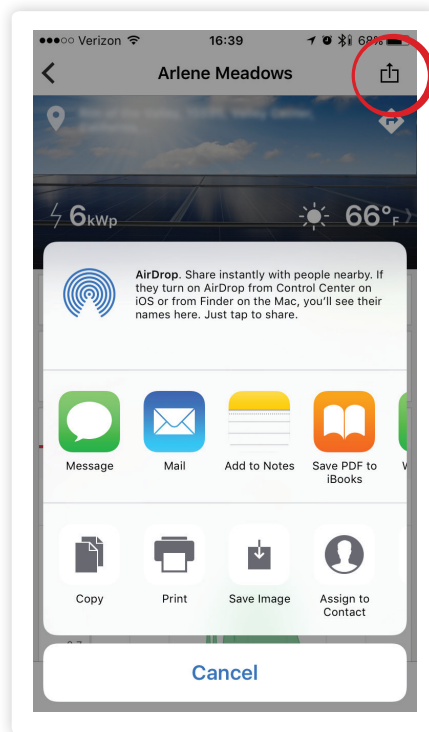 Verizon 16:39 68%
Arlene Meadows
6kWp 66°F
AirDrop. Share instantly with people nearby. If
they turn on AirDrop from Control Center on
iOS or from Finder on the Mac, you'll see their
names here. Just tap to share.
Message Mail Add to Notes Save PDF to
iBooks
Copy Print Save Image Assign to
Contact
Cancel